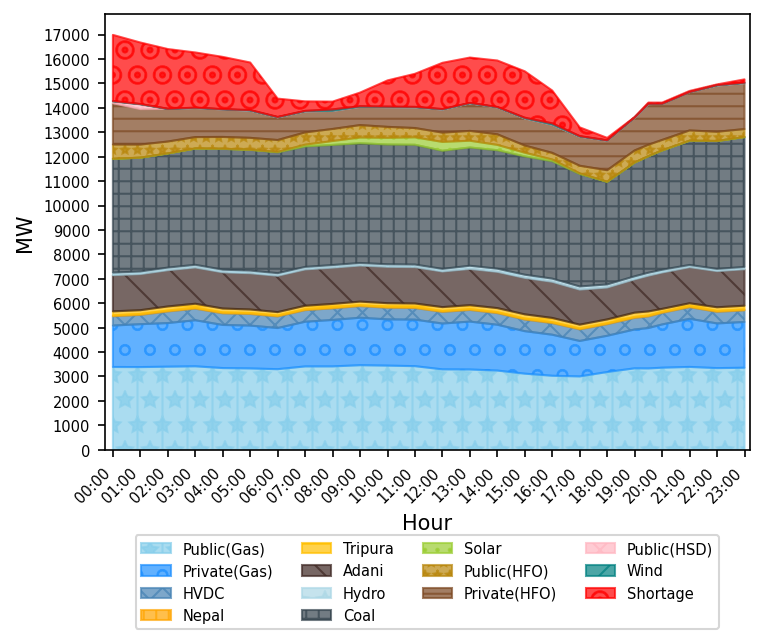 17000
16000
15000
14000
13000
12000
11000
10000
9000
8000
7000
6000
5000
4000
3000
2000
1000
0
MW
00:00 01:00 02:00 03:00 04:00 05:00 06:00 07:00 08:00 09:00 10:00 11:00 12:00 13:00 14:00 15:00 16:00 17:00 18:00 19:00 20:00 21:00 22:00 23:00
Hour
Public(Gas) Tripura Solar Public(HSD)
Private(Gas) Adani Public(HFO) Wind
HVDC Hydro Private(HFO) Shortage
Nepal Coal